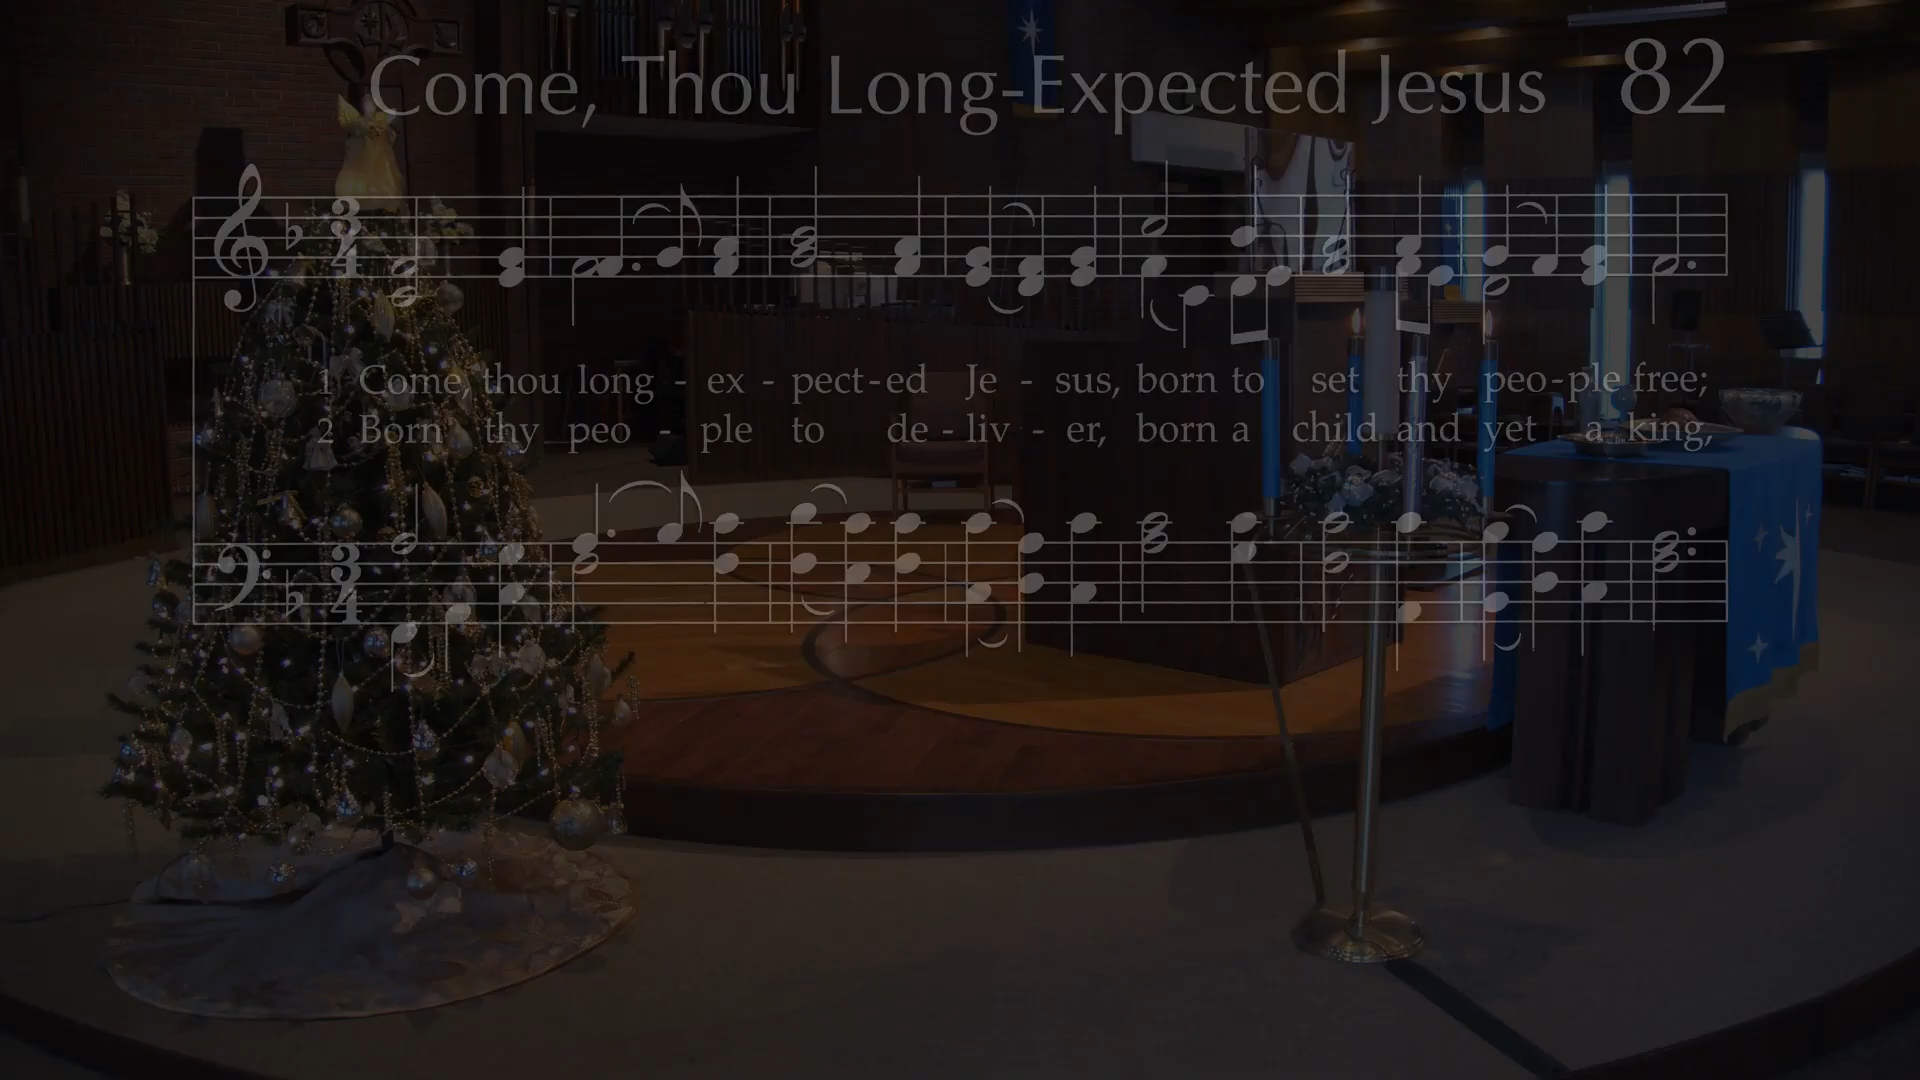 Come, Thou Long-Expected Jesus 82
1 Come, thou long - ex - pect - ed Je - sus, born to set thy peo - ple free;
2 Born thy peo - ple to de - liv - er, born a child and yet a king,